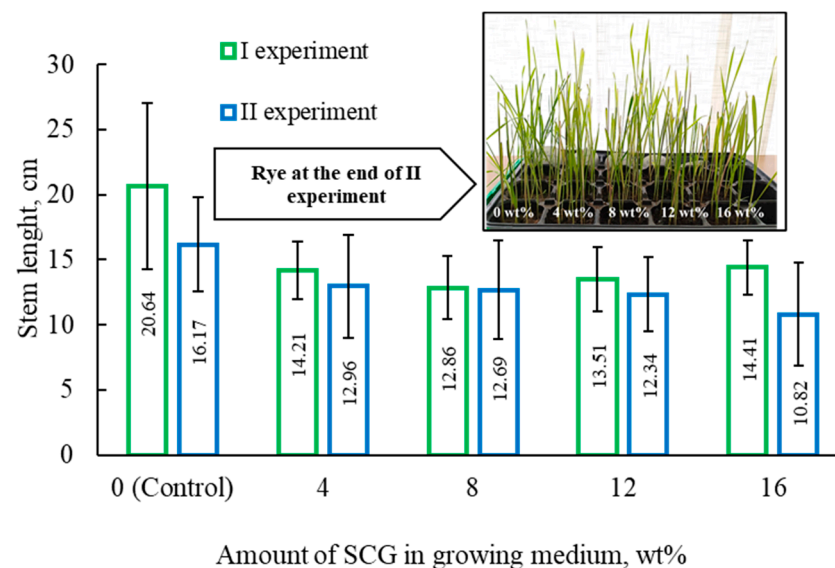 I experiment
II experiment
Rye at the end of II
experiment
0 wt% 4 wt% 8 wt% 12 wt% 16 wt%
Stem lenght, cm
30
25
20
15
10
5
0
20.64
16.17
14.21
12.96
12.86
12.69
13.51
12.34
14.41
10.82
0 (Control) 4 8 12 16
Amount of SCG in growing medium, wt%